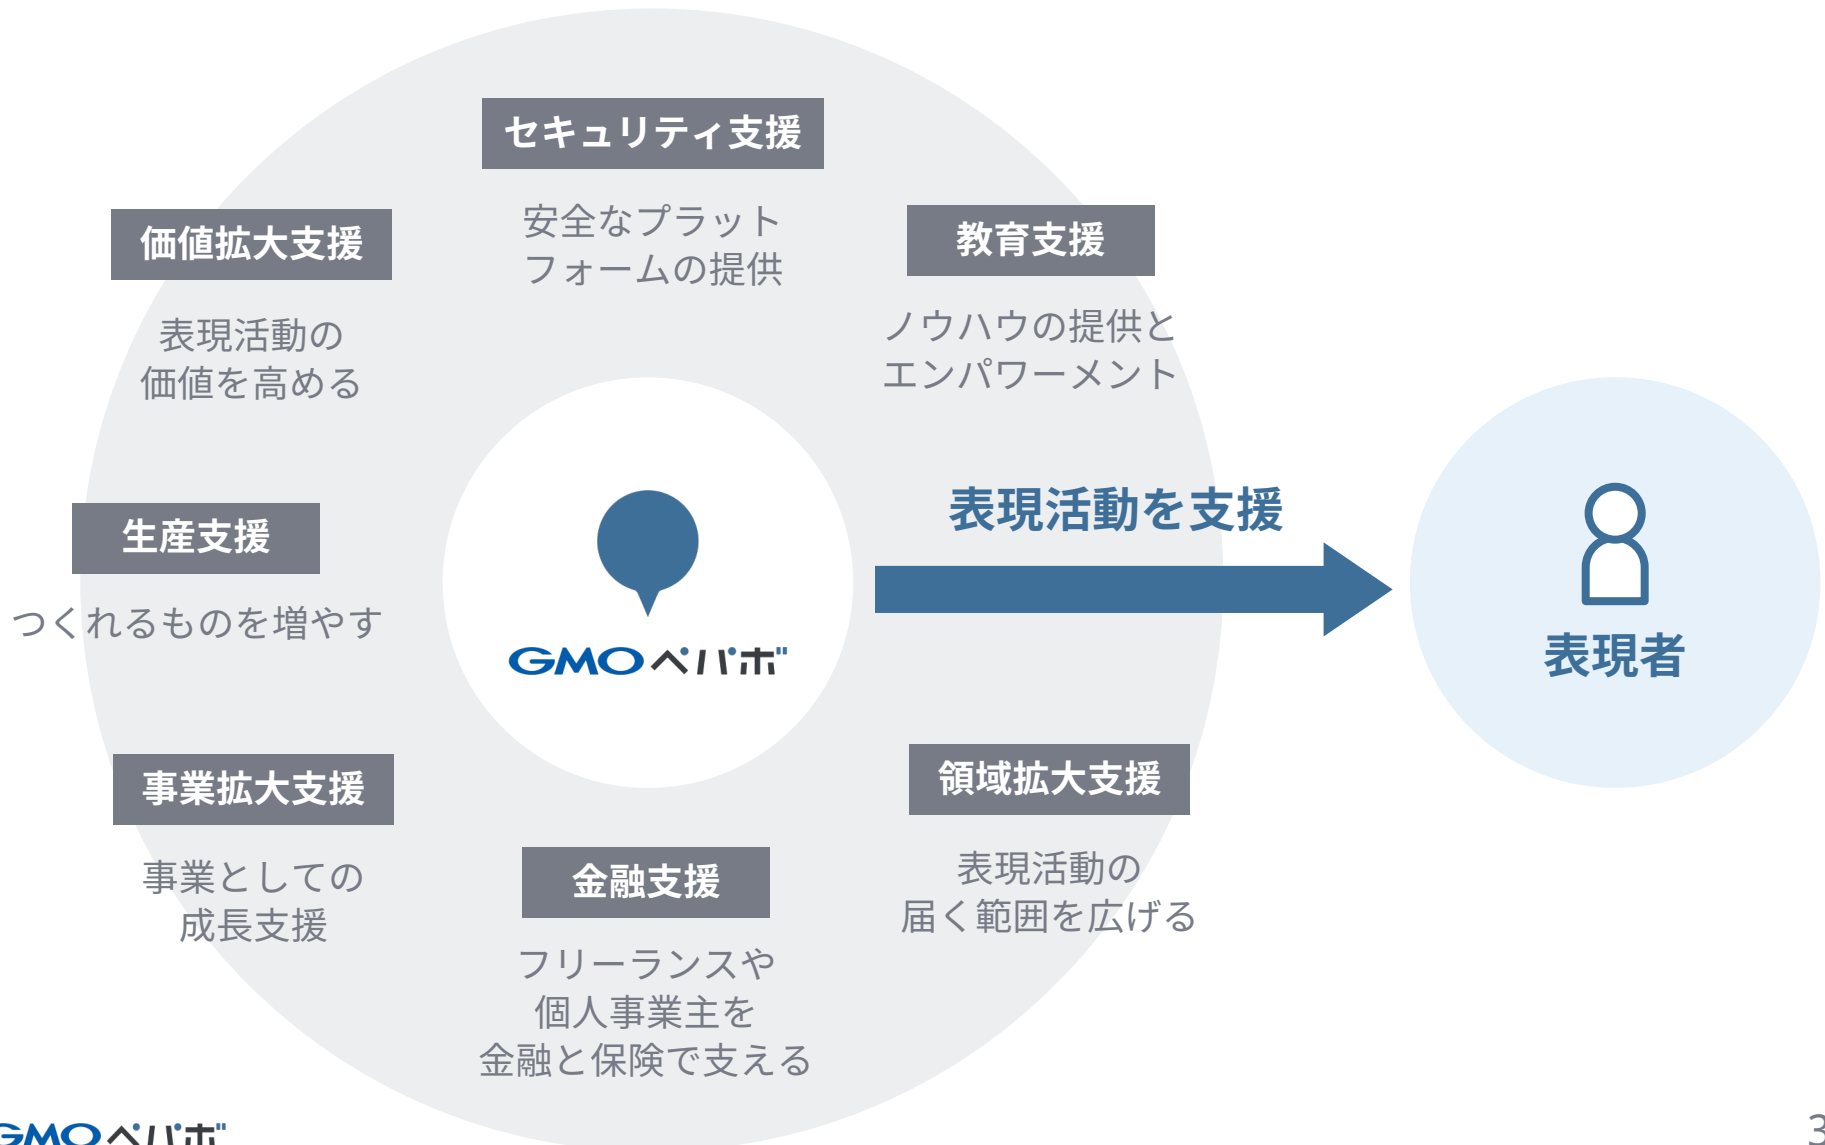 セキュリティ支援
安全なプラット
フォームの提供
価値拡大支援
表現活動の
価値を高める
教育支援
ノウハウの提供と
エンパワーメント
生産支援
つくれるものを増やす
GMOペパボ
表現活動を支援
表現者
事業拡大支援
事業としての
成長支援
金融支援
フリーランスや
個人事業主を
金融と保険で支える
領域拡大支援
表現活動の
届く範囲を広げる
GMOペパボ
3